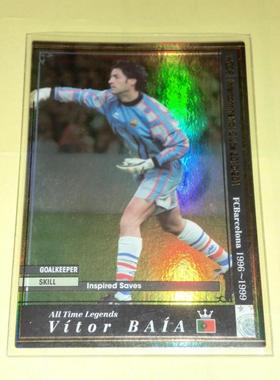 FCBarcelona 1996~1999
GOALKEEPER
SKILL Inspired Saves
All Time Legends
Vítor BAÍA